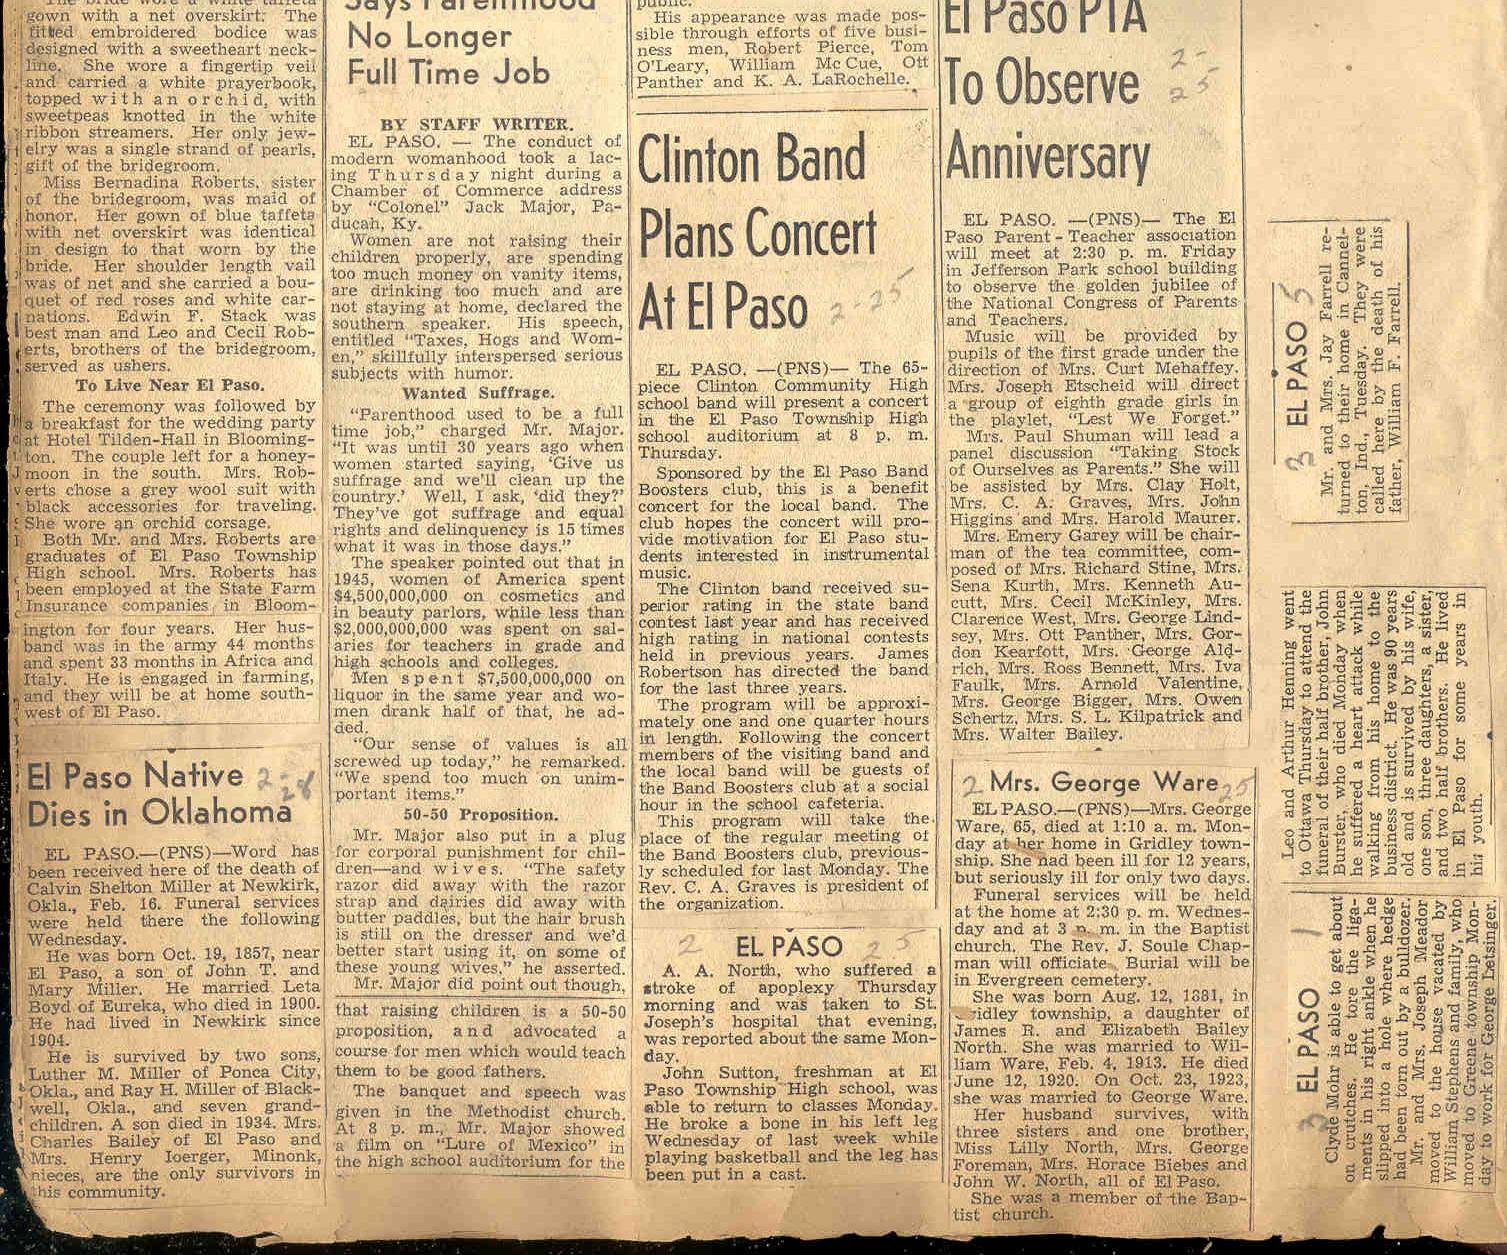 gown with a net overskirt. The
fitted embroidered bodice was
designed with a sweetheart neck-
line. She wore a fingertip veil
and carried a white prayerbook,
topped with an orchid, with
sweetpeas knotted in the white
ribbon streamers. Her only jew-
elry was a single strand of pearls,
gift of the bridegroom.
Miss Bernadina Roberts, sister
of the bridegroom, was maid of
honor. Her gown of blue taffeta
with net overskirt was identical
in design to that worn by the
bride. Her shoulder length vail
was of net and she carried a bou-
quet of red roses and white car-
nations. Edwin F. Stack was
best man and Leo and Cecil Rob-
erts, brothers of the bridegroom,
served as ushers.
To Live Near El Paso.
The ceremony was followed by
a breakfast for the wedding party
at Hotel Tilden-Hall in Blooming-
ton. The couple left for a honey-
moon in the south. Mrs. Rob-
erts chose a grey wool suit with
black accessories for traveling.
She wore an orchid corsage.
Both Mr. and Mrs. Roberts are
graduates of El Paso Township
High school. Mrs. Roberts has
been employed at the State Farm
Insurance companies in Bloom-
ington for four years. Her hus-
band was in the army 44 months
and spent 33 months in Africa and
Italy. He is engaged in farming,
and they will be at home south-
west of El Paso.
El Paso Native 2-28
Dies in Oklahoma
EL PASO.—(PNS)—Word has
been received here of the death of
Calvin Shelton Miller at Newkirk,
Okla., Feb. 16. Funeral services
were held there the following
Wednesday.
He was born Oct. 19, 1857, near
El Paso, a son of John T. and
Mary Miller. He married Leta
Boyd of Eureka, who died in 1900.
He had lived in Newkirk since
1904.
He is survived by two sons,
Luther M. Miller of Ponca City,
Okla., and Ray H. Miller of Black-
well, Okla., and seven grand-
children. A son died in 1934. Mrs.
Charles Bailey of El Paso and
Mrs. Henry Ioerger, Minonk,
nieces, are the only survivors in
this community.
Says Parenthood
No Longer
Full Time Job
BY STAFF WRITER.
EL PASO. — The conduct of
modern womanhood took a lac-
ing Thursday night during a
Chamber of Commerce address
by "Colonel" Jack Major, Pa-
ducah, Ky.
Women are not raising their
children properly, are spending
too much money on vanity items,
are drinking too much and are
not staying at home, declared the
southern speaker. His speech,
entitled "Taxes, Hogs and Wom-
en," skillfully interspersed serious
subjects with humor.
Wanted Suffrage.
"Parenthood used to be a full
time job," charged Mr. Major.
"It was until 30 years ago when
women started saying, 'Give us
suffrage and we'll clean up the
country.' Well, I ask, 'did they?'
They've got suffrage and equal
rights and delinquency is 15 times
what it was in those days."
The speaker pointed out that in
1945, women of America spent
$4,500,000,000 on cosmetics and
in beauty parlors, while less than
$2,000,000,000 was spent on sal-
aries for teachers in grade and
high schools and colleges.
Men spent $7,500,000,000 on
liquor in the same year and wo-
men drank half of that, he ad-
ded.
"Our sense of values is all
screwed up today," he remarked.
"We spend too much on unim-
portant items."
50-50 Proposition.
Mr. Major also put in a plug
for corporal punishment for chil-
dren—and wives. "The safety
razor did away with the razor
strap and dairies did away with
butter paddles, but the hair brush
is still on the dresser and we'd
better start using it, on some of
these young wives," he asserted.
Mr. Major did point out though,
that raising children is a 50-50
proposition, and advocated a
course for men which would teach
them to be good fathers.
The banquet and speech was
given in the Methodist church.
At 8 p. m., Mr. Major showed
a film on "Lure of Mexico" in
the high school auditorium for the
public.
His appearance was made pos-
sible through efforts of five busi-
ness men, Robert Pierce, Tom
O'Leary, William Mc Cue, Ott
Panther and K. A. LaRochelle.
Clinton Band
Plans Concert
At El Paso 2 25
EL PASO. —(PNS)— The 65-
piece Clinton Community High
school band will present a concert
in the El Paso Township High
school auditorium at 8 p. m.
Thursday.
Sponsored by the El Paso Band
Boosters club, this is a benefit
concert for the local band. The
club hopes the concert will pro-
vide motivation for El Paso stu-
dents interested in instrumental
music.
The Clinton band received su-
perior rating in the state band
contest last year and has received
high rating in national contests
held in previous years. James
Robertson has directed the band
for the last three years.
The program will be approxi-
mately one and one quarter hours
in length. Following the concert
members of the visiting band and
the local band will be guests of
the Band Boosters club at a social
hour in the school cafeteria.
This program will take the
place of the regular meeting of
the Band Boosters club, previous-
ly scheduled for last Monday. The
Rev. C. A. Graves is president of
the organization.
2 EL PASO 25
A. A. North, who suffered a
stroke of apoplexy Thursday
morning and was taken to St.
Joseph's hospital that evening,
was reported about the same Mon-
day.
John Sutton, freshman at El
Paso Township High school, was
able to return to classes Monday.
He broke a bone in his left leg
Wednesday of last week while
playing basketball and the leg has
been put in a cast.
El Paso PTA
To Observe 2-25
Anniversary
EL PASO. —(PNS)— The El
Paso Parent-Teacher association
will meet at 2:30 p. m. Friday
in Jefferson Park school building
to observe the golden jubilee of
the National Congress of Parents
and Teachers.
Music will be provided by
pupils of the first grade under the
direction of Mrs. Curt Mehaffey.
Mrs. Joseph Etscheid will direct
a group of eighth grade girls in
the playlet, "Lest We Forget."
Mrs. Paul Shuman will lead a
panel discussion "Taking Stock
of Ourselves as Parents." She will
be assisted by Mrs. Clay Holt,
Mrs. C. A. Graves, Mrs. John
Higgins and Mrs. Harold Maurer.
Mrs. Emery Garey will be chair-
man of the tea committee, com-
posed of Mrs. Richard Stine, Mrs.
Sena Kurth, Mrs. Kenneth Au-
cutt, Mrs. Cecil McKinley, Mrs.
Clarence West, Mrs. George Lind-
sey, Mrs. Ott Panther, Mrs. Gor-
don Kearfott, Mrs. George Ald-
rich, Mrs. Ross Bennett, Mrs. Iva
Faulk, Mrs. Arnold Valentine,
Mrs. George Bigger, Mrs. Owen
Schertz, Mrs. S. L. Kilpatrick and
Mrs. Walter Bailey.
2 Mrs. George Ware 25
EL PASO.—(PNS)—Mrs. George
Ware, 65, died at 1:10 a. m. Mon-
day at her home in Gridley town-
ship. She had been ill for 12 years,
but seriously ill for only two days.
Funeral services will be held
at the home at 2:30 p. m. Wednes-
day and at 3 p. m. in the Baptist
church. The Rev. J. Soule Chap-
man will officiate. Burial will be
in Evergreen cemetery.
She was born Aug. 12, 1881, in
ridley township, a daughter of
James R. and Elizabeth Bailey
North. She was married to Wil-
liam Ware, Feb. 4, 1913. He died
June 12, 1920. On Oct. 23, 1923,
she was married to George Ware.
Her husband survives, with
three sisters and one brother,
Miss Lilly North, Mrs. George
Foreman, Mrs. Horace Biebes and
John W. North, all of El Paso.
She was a member of the Bap-
tist church.
3 EL PASO 5
Mr. and Mrs. Jay Farrell re-
turned to their home in Cannel-
ton, Ind., Tuesday. They were
called here by the death of his
father, William F. Farrell.
Leo and Arthur Henning went
to Ottawa Thursday to attend the
funeral of their half brother, John
Burster, who died Monday when
he suffered a heart attack while
walking from his home to the
business district. He was 90 years
old and is survived by his wife,
one son, three daughters, a sister,
and two half brothers. He lived
in El Paso for some years in
his youth.
3 EL PASO 1
Clyde Mohr is able to get about
on crutches. He tore the liga-
ments in his right ankle when he
slipped into a hole where hedge
had been torn out by a bulldozer.
Mr. and Mrs. Joseph Meador
moved to the house vacated by
William Stephens and family, who
moved to Greene township Mon-
day to work for George Letsinger.